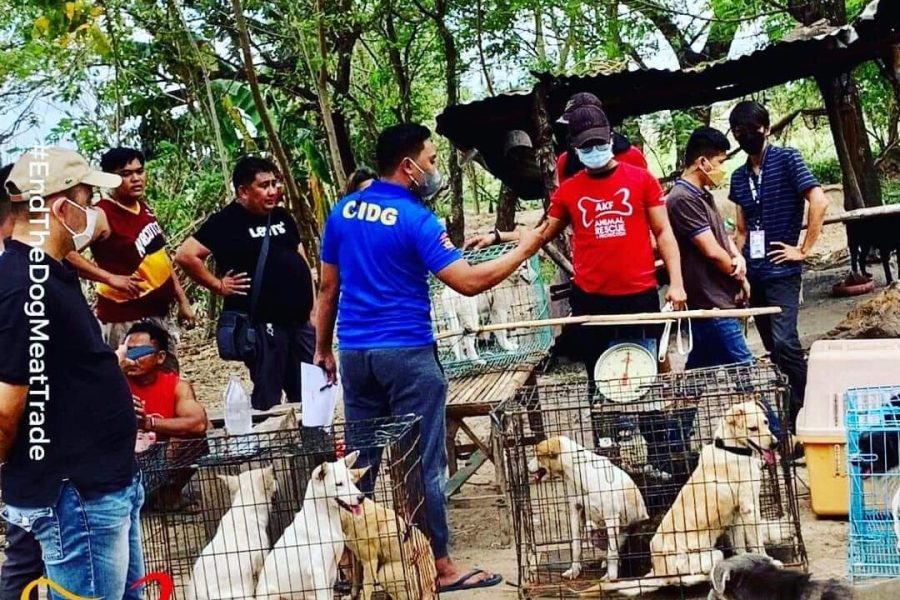 #EndTheDogMeatTrade
CIDG
LEVI'S
AKF
ANIMAL
RESCUE